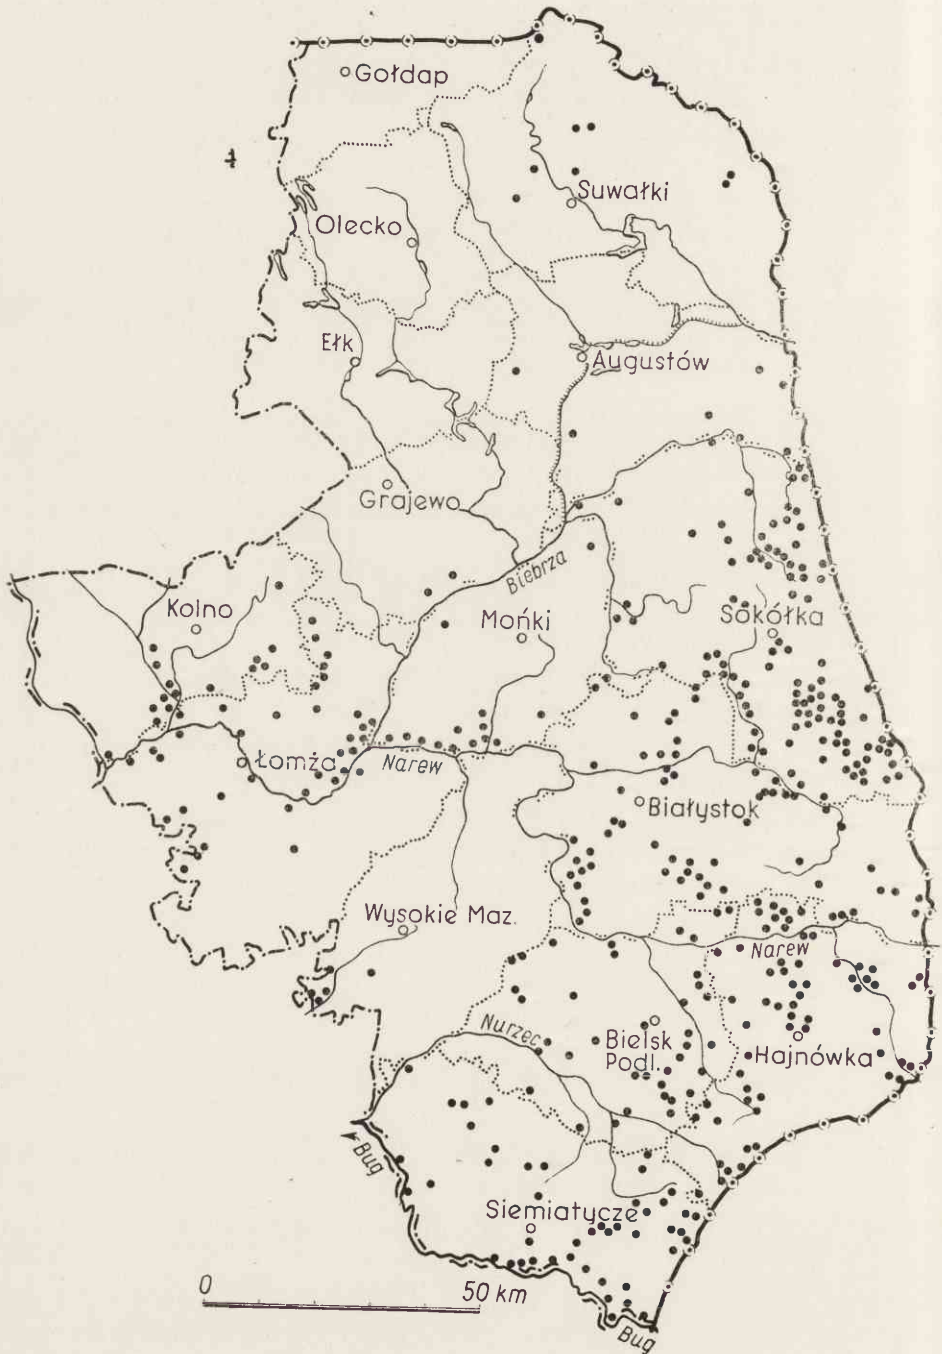 Gołdap
Suwałki
Olecko
Ełk
Augustów
Grajewo
Biebrza
Kolno
Mońki
Sokółka
Łomża
Narew
Białystok
Wysokie Maz.
Narew
Nurzec
Bielsk
Podl.
Hajnówka
Bug
Siemiatycze
0
50 km
Bug